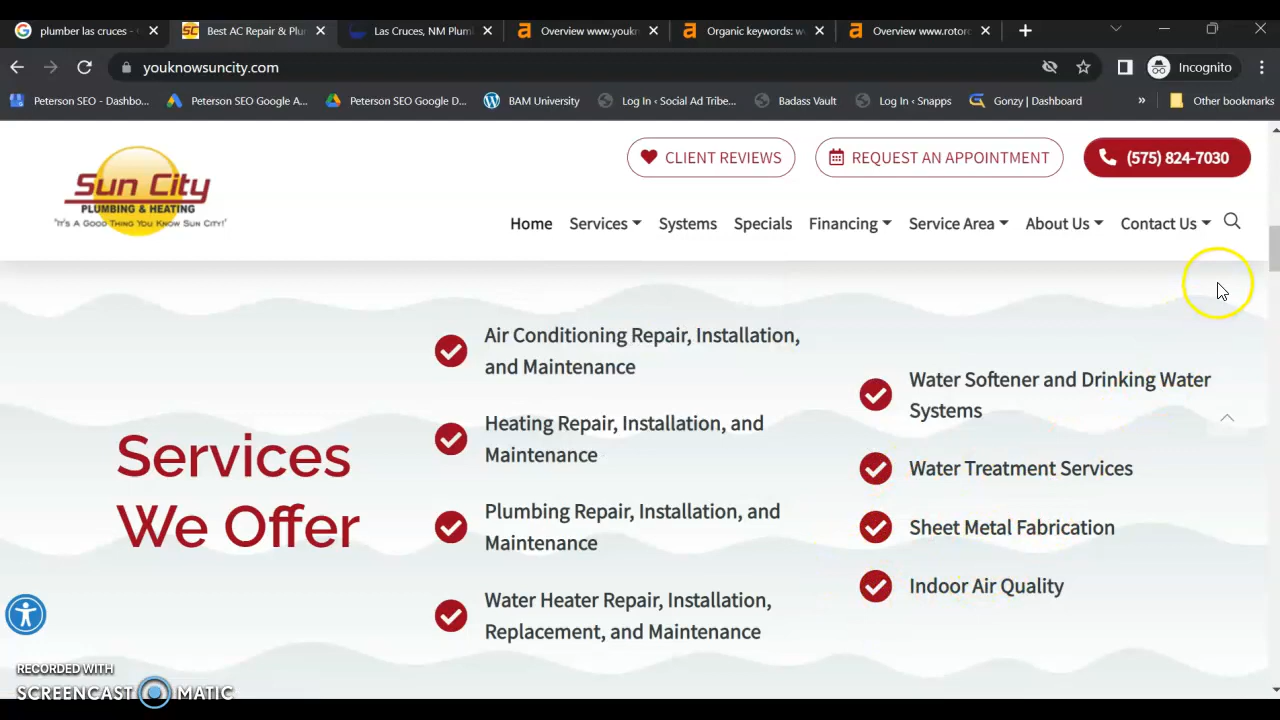 plumber las cruces - G
Best AC Repair & Plu
Las Cruces, NM Plum
Overview www.youkn
Organic keywords: w
Overview www.rotor
youknowsuncity.com
Incognito
Peterson SEO - Dashbo...
Peterson SEO Google A...
Peterson SEO Google D...
BAM University
Log In ‹ Social Ad Tribe...
Badass Vault
Log In ‹ Snapps
Gonzy | Dashboard
»
Other bookmarks
Sun City
PLUMBING & HEATING
"IT'S A GOOD THING YOU KNOW SUN CITY!"
CLIENT REVIEWS
REQUEST AN APPOINTMENT
(575) 824-7030
Home
Services
Systems
Specials
Financing
Service Area
About Us
Contact Us
Services
We Offer
Air Conditioning Repair, Installation,
and Maintenance
Heating Repair, Installation, and
Maintenance
Plumbing Repair, Installation, and
Maintenance
Water Heater Repair, Installation,
Replacement, and Maintenance
Water Softener and Drinking Water
Systems
Water Treatment Services
Sheet Metal Fabrication
Indoor Air Quality
RECORDED WITH
SCREENCAST MATIC